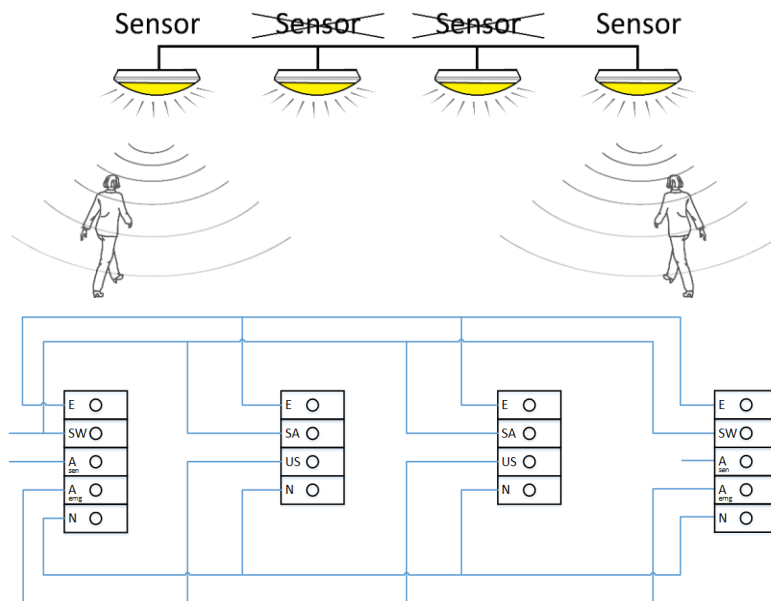 Sensor Sensor Sensor Sensor
E E E E
SW SA SA SW
A sen US US A sen
A emg N N A emg
N N